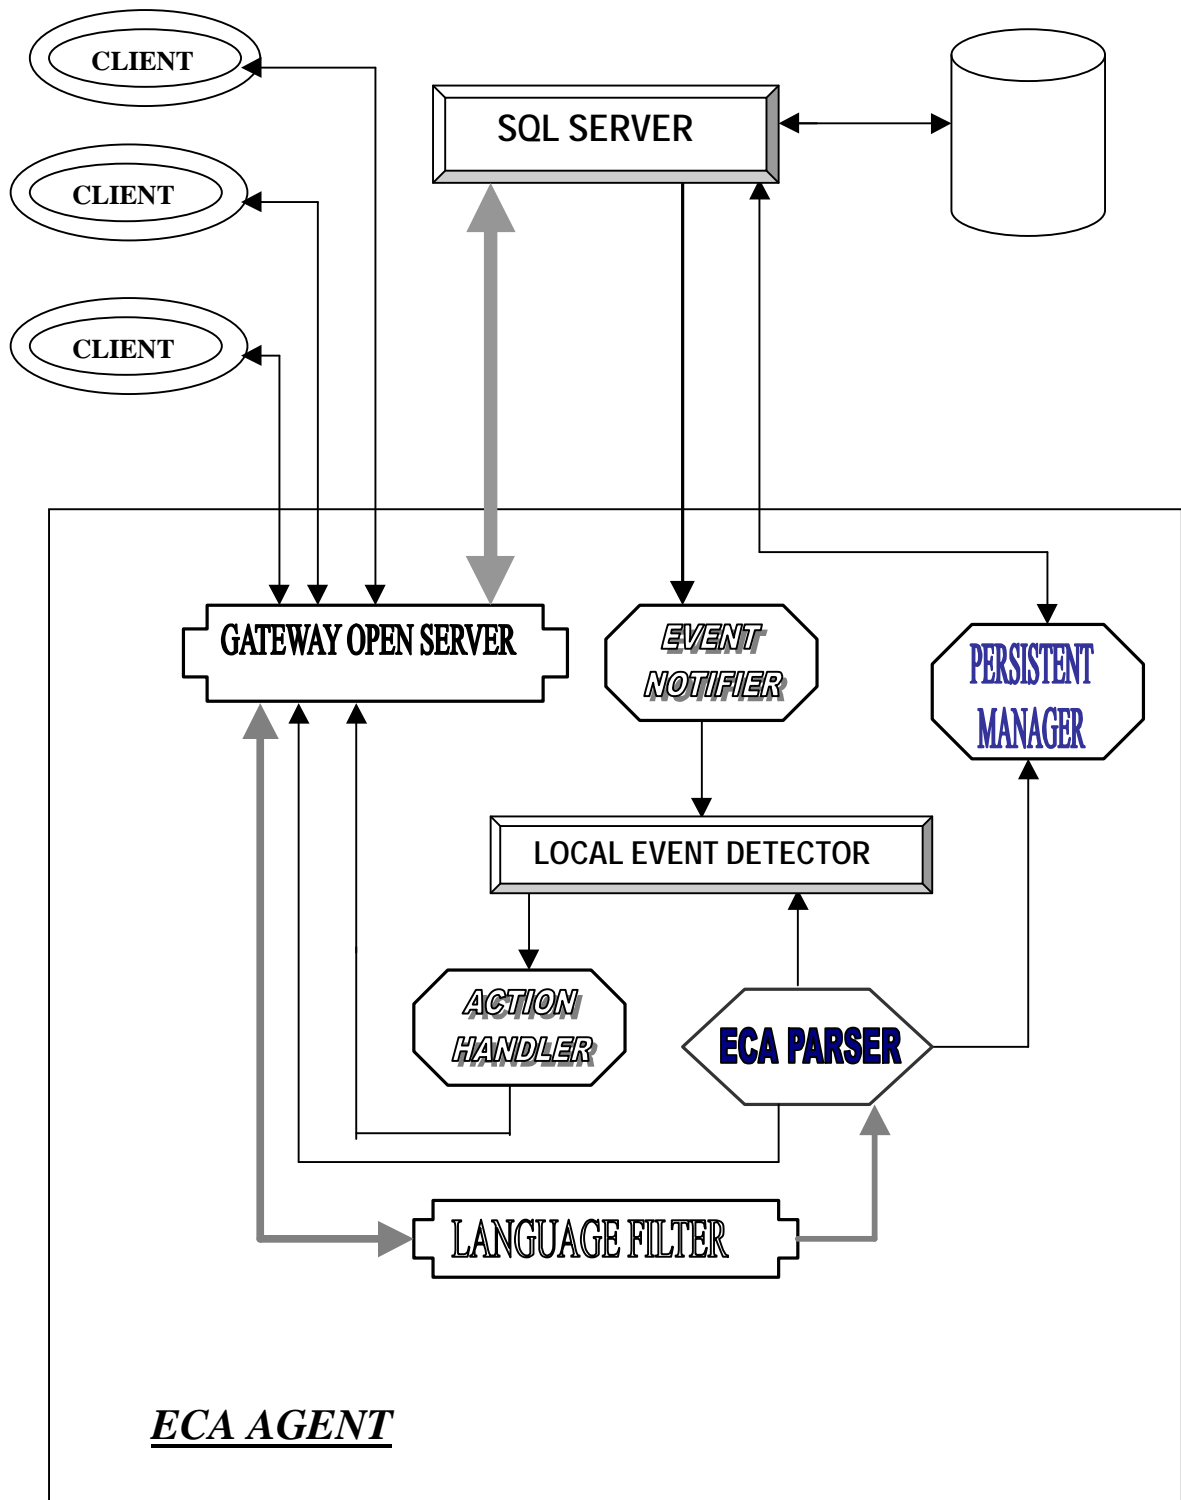 CLIENT
SQL SERVER
CLIENT
CLIENT
GATEWAY OPEN SERVER
EVENT
NOTIFIER
PERSISTENT
MANAGER
LOCAL EVENT DETECTOR
ACTION
HANDLER
ECA PARSER
LANGUAGE FILTER
ECA AGENT